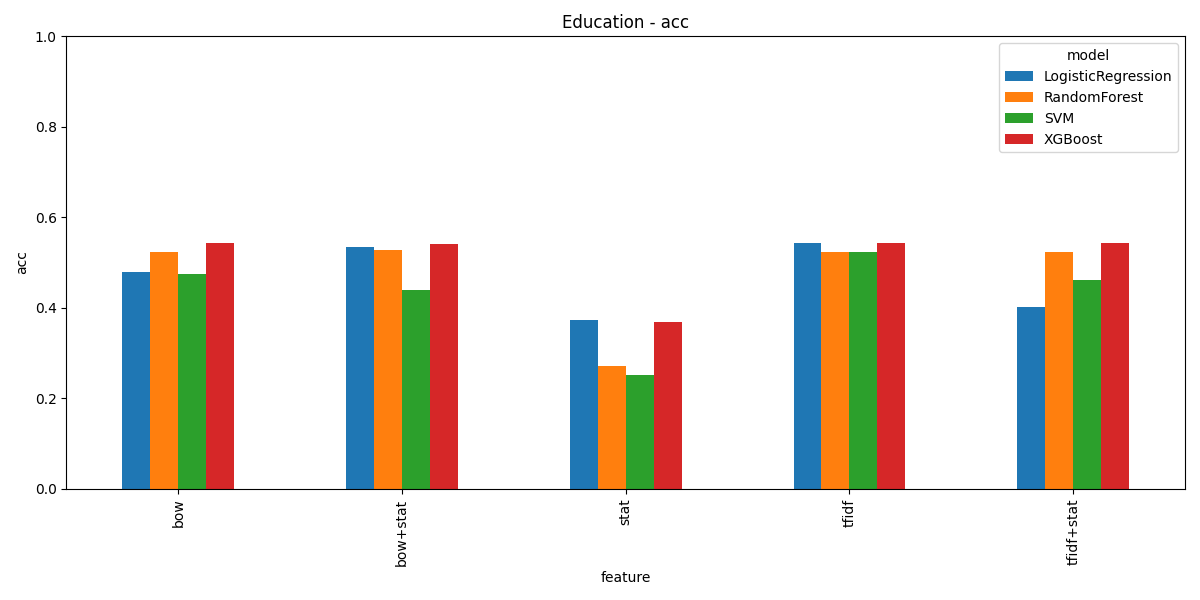 Education - acc
model
LogisticRegression
RandomForest
SVM
XGBoost
1.0
0.8
0.6
0.4
0.2
0.0
acc
bow
bow+stat
stat
tfidf
tfidf+stat
feature